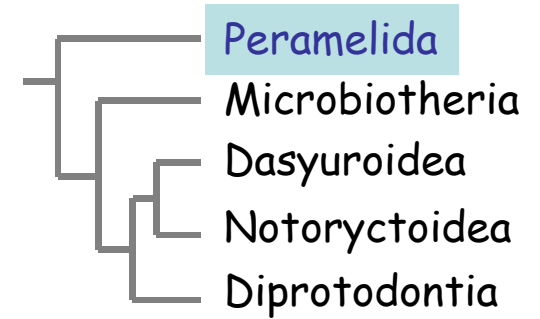 Peramelida
Microbiotheria
Dasyuroidea
Notoryctoidea
Diprotodontia